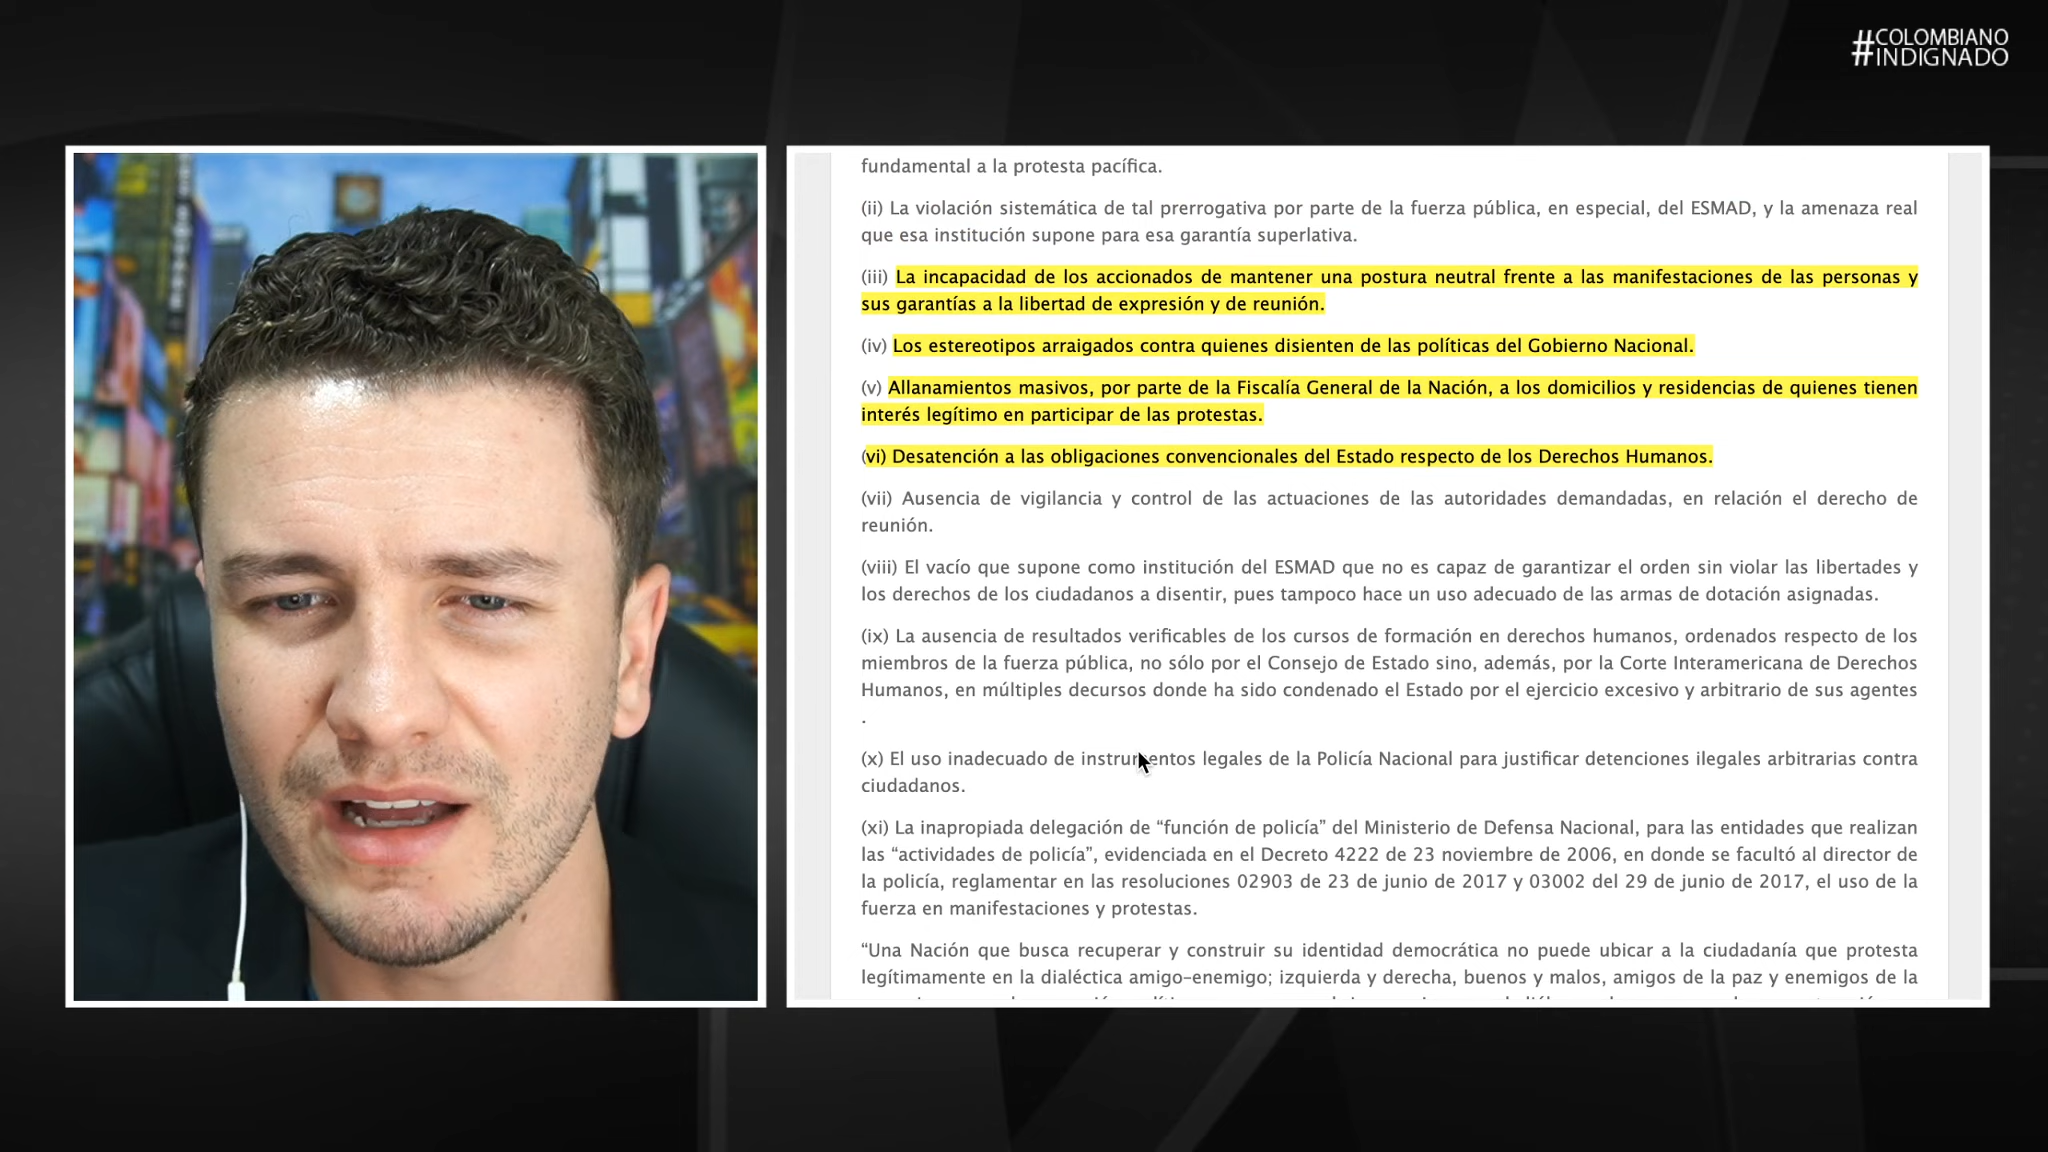 #COLOMBIANO
INDIGNADO
fundamental a la protesta pacífica.
(ii) La violación sistemática de tal prerrogativa por parte de la fuerza pública, en especial, del ESMAD, y la amenaza real
que esa institución supone para esa garantía superlativa.
(iii) La incapacidad de los accionados de mantener una postura neutral frente a las manifestaciones de las personas y
sus garantías a la libertad de expresión y de reunión.
(iv) Los estereotipos arraigados contra quienes disienten de las políticas del Gobierno Nacional.
(v) Allanamientos masivos, por parte de la Fiscalía General de la Nación, a los domicilios y residencias de quienes tienen
interés legítimo en participar de las protestas.
(vi) Desatención a las obligaciones convencionales del Estado respecto de los Derechos Humanos.
(vii) Ausencia de vigilancia y control de las actuaciones de las autoridades demandadas, en relación el derecho de
reunión.
(viii) El vacío que supone como institución del ESMAD que no es capaz de garantizar el orden sin violar las libertades y
los derechos de los ciudadanos a disentir, pues tampoco hace un uso adecuado de las armas de dotación asignadas.
(ix) La ausencia de resultados verificables de los cursos de formación en derechos humanos, ordenados respecto de los
miembros de la fuerza pública, no sólo por el Consejo de Estado sino, además, por la Corte Interamericana de Derechos
Humanos, en múltiples decursos donde ha sido condenado el Estado por el ejercicio excesivo y arbitrario de sus agentes
.
(x) El uso inadecuado de instrumentos legales de la Policía Nacional para justificar detenciones ilegales arbitrarias contra
ciudadanos.
(xi) La inapropiada delegación de “función de policía” del Ministerio de Defensa Nacional, para las entidades que realizan
las “actividades de policía”, evidenciada en el Decreto 4222 de 23 noviembre de 2006, en donde se facultó al director de
la policía, reglamentar en las resoluciones 02903 de 23 de junio de 2017 y 03002 del 29 de junio de 2017, el uso de la
fuerza en manifestaciones y protestas.
“Una Nación que busca recuperar y construir su identidad democrática no puede ubicar a la ciudadanía que protesta
legítimamente en la dialéctica amigo-enemigo; izquierda y derecha, buenos y malos, amigos de la paz y enemigos de la